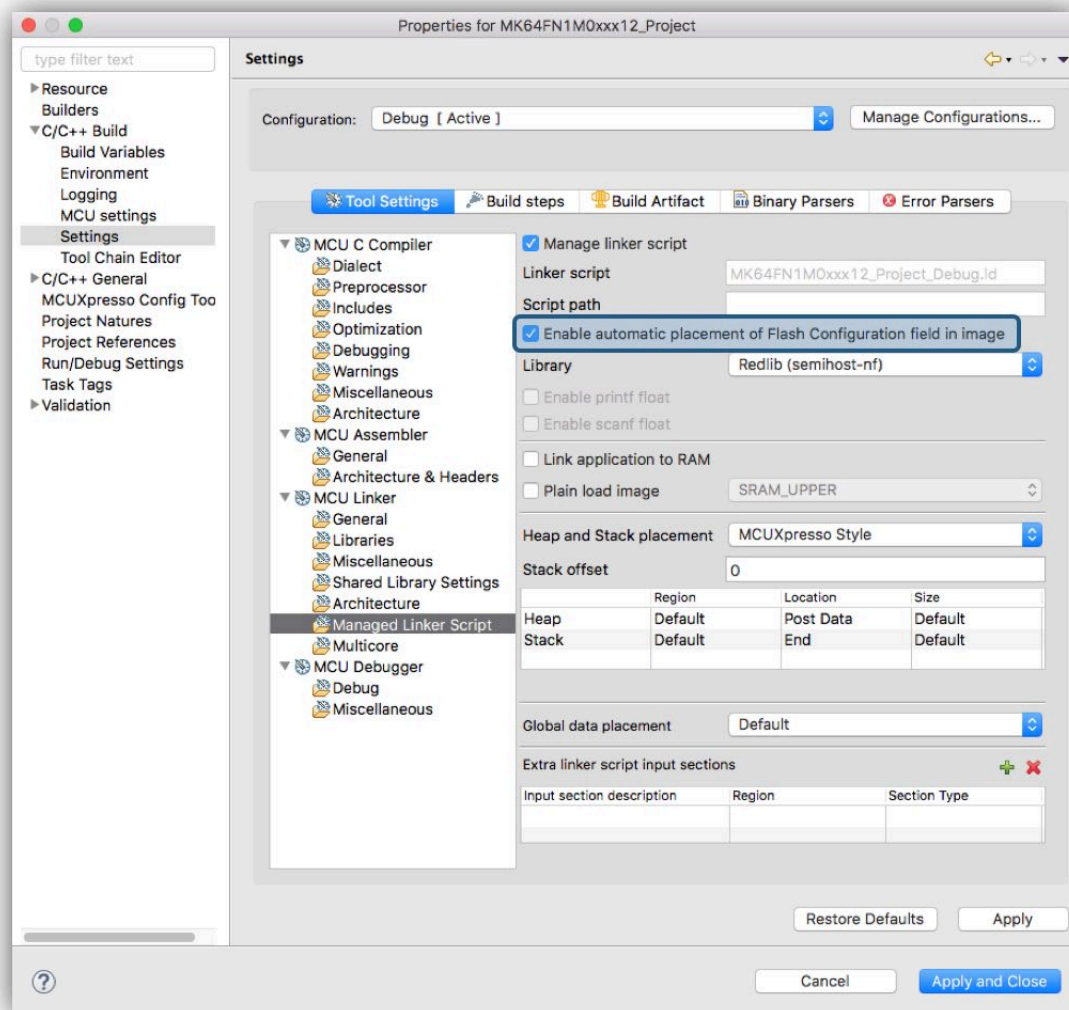 Properties for MK64FN1M0xxx12_Project
type filter text
Resource
Builders
C/C++ Build
Build Variables
Environment
Logging
MCU settings
Settings
Tool Chain Editor
C/C++ General
MCUXpresso Config Too
Project Natures
Project References
Run/Debug Settings
Task Tags
Validation
Settings
Configuration: Debug [ Active ] Manage Configurations...
Tool Settings Build steps Build Artifact Binary Parsers Error Parsers
MCU C Compiler
Dialect
Preprocessor
Includes
Optimization
Debugging
Warnings
Miscellaneous
Architecture
MCU Assembler
General
Architecture & Headers
MCU Linker
General
Libraries
Miscellaneous
Shared Library Settings
Architecture
Managed Linker Script
Multicore
MCU Debugger
Debug
Miscellaneous
Manage linker script
Linker script MK64FN1M0xxx12_Project_Debug.ld
Script path
Enable automatic placement of Flash Configuration field in image
Library Redlib (semihost-nf)
Enable printf float
Enable scanf float
Link application to RAM
Plain load image SRAM_UPPER
Heap and Stack placement MCUXpresso Style
Stack offset 0
Region Location Size
Heap Default Post Data Default
Stack Default End Default
Global data placement Default
Extra linker script input sections
Input section description Region Section Type
Restore Defaults Apply
? Cancel Apply and Close